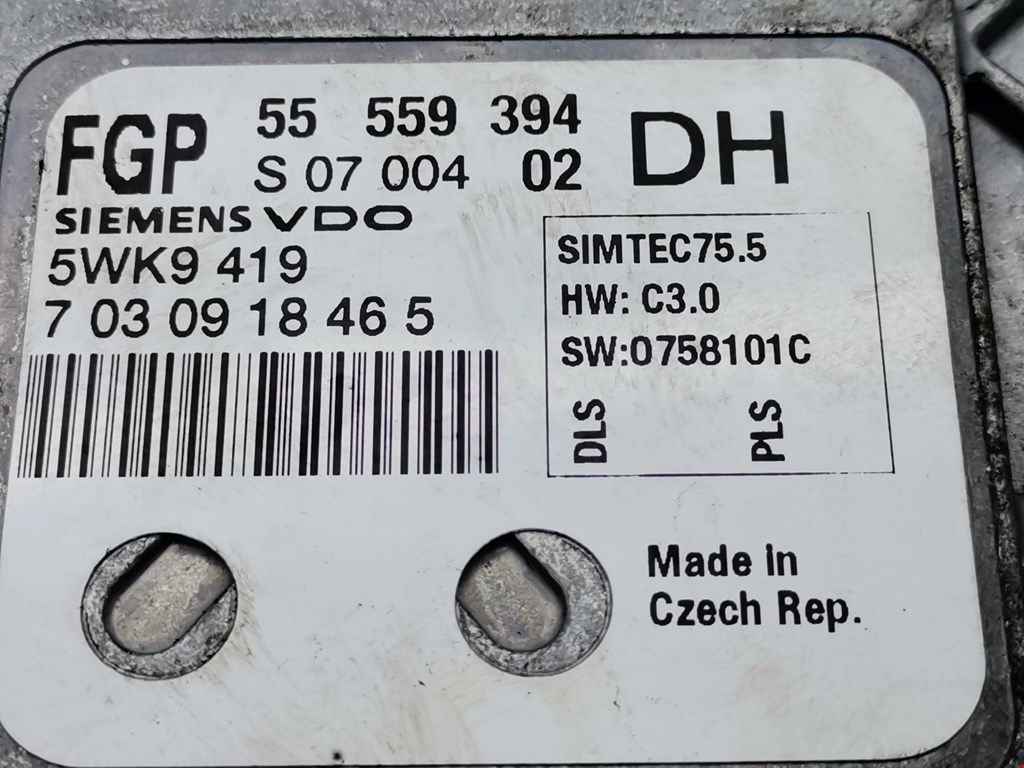 FGP 55 559 394 DH
S 07 004 02
SIEMENS VDO
5WK9 419
7 03 09 18 46 5
SIMTEC75.5
HW: C3.0
SW:0758101C
DLS PLS
Made in
Czech Rep.